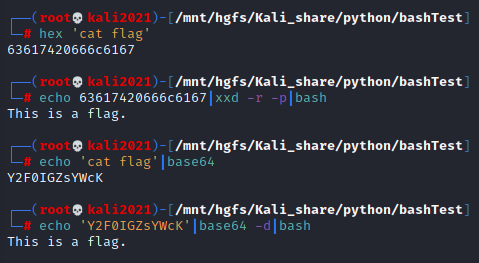 ┌──(root💀kali2021)-[/mnt/hgfs/Kali_share/python/bashTest]
└─# hex 'cat flag'
63617420666c6167
┌──(root💀kali2021)-[/mnt/hgfs/Kali_share/python/bashTest]
└─# echo 63617420666c6167|xxd -r -p|bash
This is a flag.
┌──(root💀kali2021)-[/mnt/hgfs/Kali_share/python/bashTest]
└─# echo 'cat flag'|base64
Y2F0IGZsYWcK
┌──(root💀kali2021)-[/mnt/hgfs/Kali_share/python/bashTest]
└─# echo 'Y2F0IGZsYWcK'|base64 -d|bash
This is a flag.